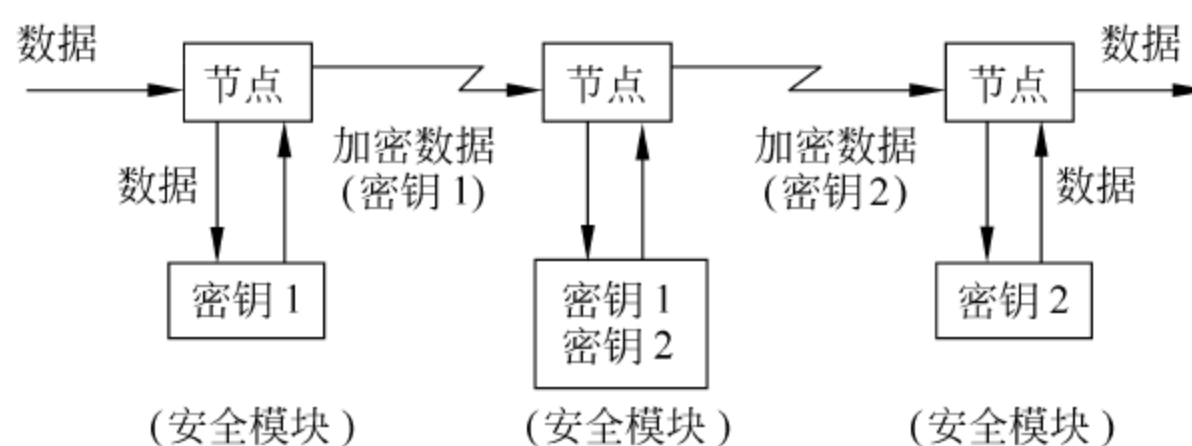 数据
节点
节点
节点
数据
数据
加密数据
(密钥1)
加密数据
(密钥2)
数据
密钥1
密钥1
密钥2
密钥2
(安全模块)
(安全模块)
(安全模块)